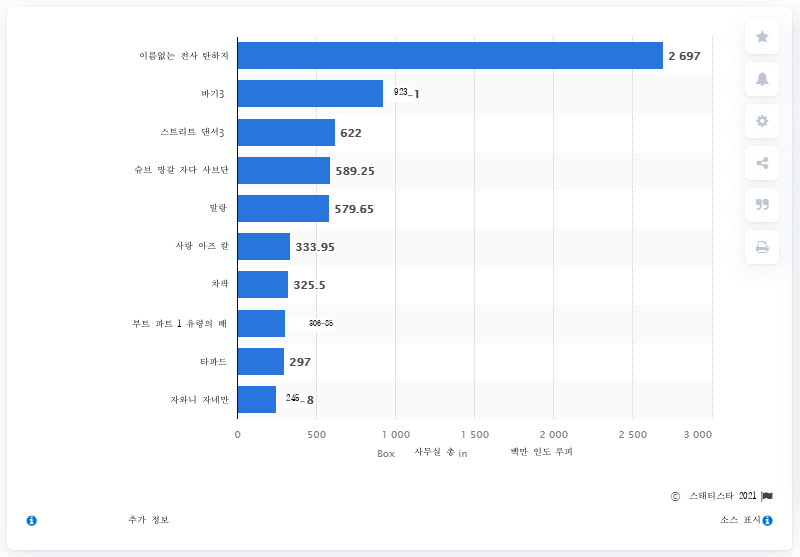 이름없는 전사 탄하지 2 697
바기3 923-1
스트리트 댄서3 622
슈브 망갈 자다 사브단 589.25
말랑 579.65
사랑 아즈 칼 333.95
차팍 325.5
부트 파트 1 유령의 배 306-35
타파드 297
자와니 자네만 245-8
0 500 1 000 1 500 2 000 2 500 3 000
Box 사무실 총 in 백만 인도 루피
© 스태티스타 2021
추가 정보 소스 표시